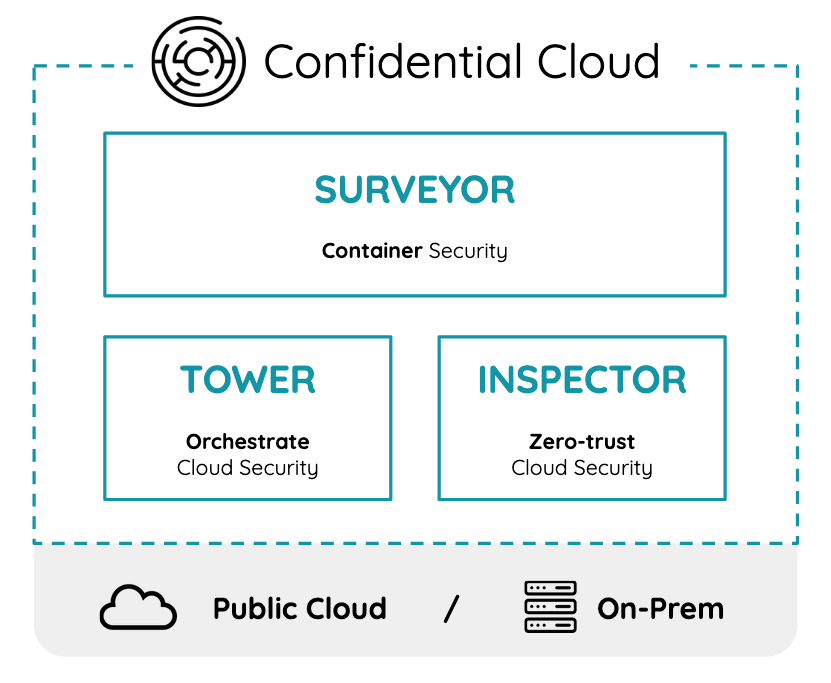 Confidential Cloud
SURVEYOR
Container Security
TOWER
Orchestrate
Cloud Security
INSPECTOR
Zero-trust
Cloud Security
Public Cloud / On-Prem